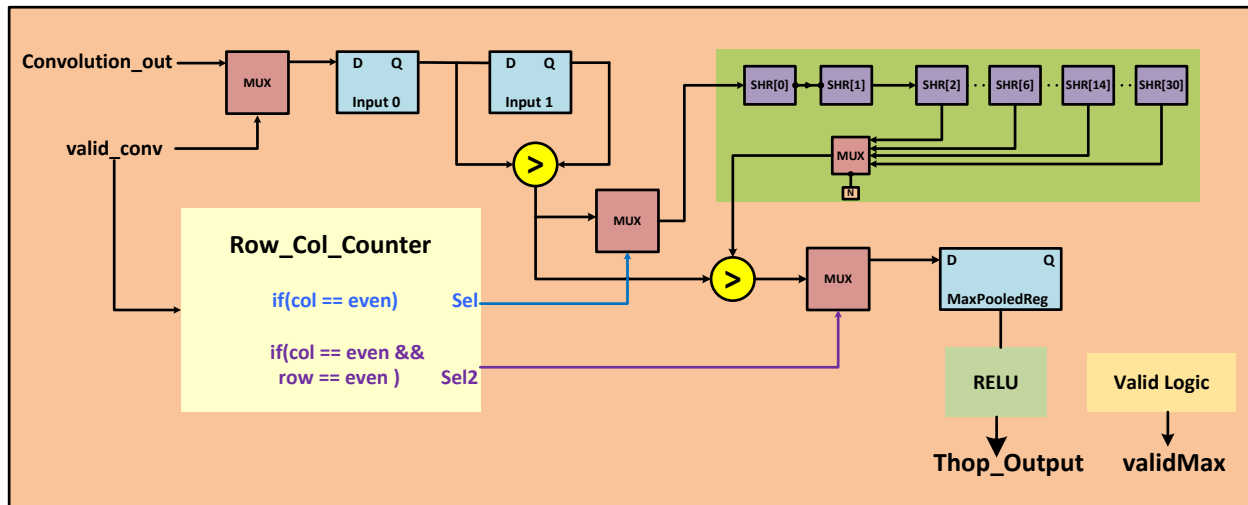 Convolution_out
MUX
D Q
Input 0
D Q
Input 1
SHR[0]
SHR[1]
SHR[2]
··
SHR[6]
··
SHR[14]
··
SHR[30]
valid_conv
MUX
N
>
MUX
Row_Col_Counter
if(col == even) Sel
if(col == even &&
row == even ) Sel2
>
MUX
D Q
MaxPooledReg
RELU
Valid Logic
Thop_Output
validMax